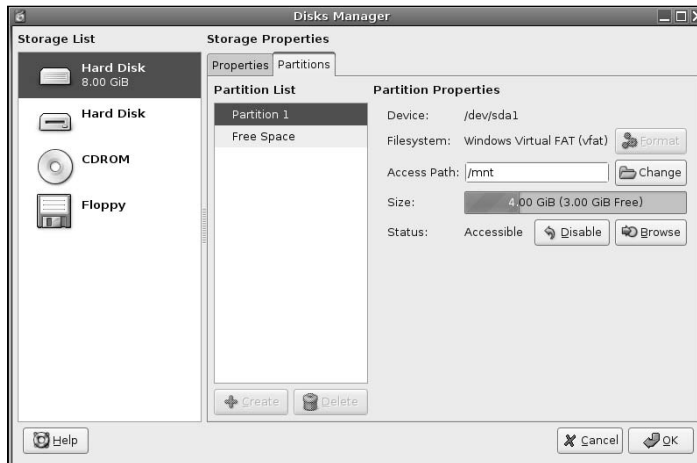 Disks Manager
Storage List
Hard Disk
8.00 GiB
Hard Disk
CDROM
Floppy
Storage Properties
Properties Partitions
Partition List
Partition 1
Free Space
Create Delete
Partition Properties
Device: /dev/sda1
Filesystem: Windows Virtual FAT (vfat) Format
Access Path: /mnt Change
Size: 4.00 GiB (3.00 GiB Free)
Status: Accessible Disable Browse
Help Cancel OK